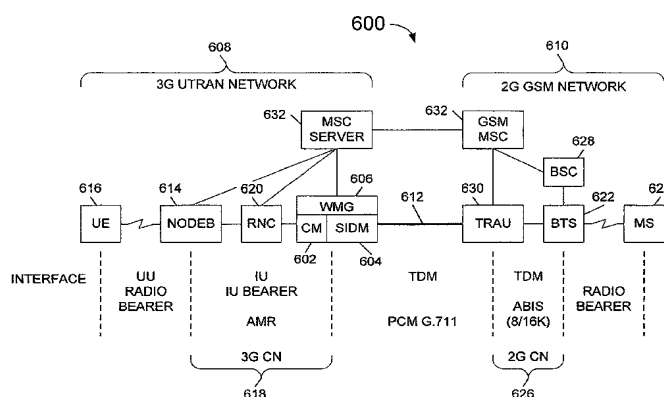 600
608
610
3G UTRAN NETWORK
2G GSM NETWORK
632
MSC
SERVER
632
GSM
MSC
628
BSC
616
614
620
606
612
630
622
62
UE
NODEB
RNC
WMG
CM
SIDM
TRAU
BTS
MS
602
604
INTERFACE
UU
RADIO
BEARER
IU
IU BEARER
AMR
TDM
PCM G.711
TDM
ABIS
(8/16K)
RADIO
BEARER
3G CN
618
2G CN
626